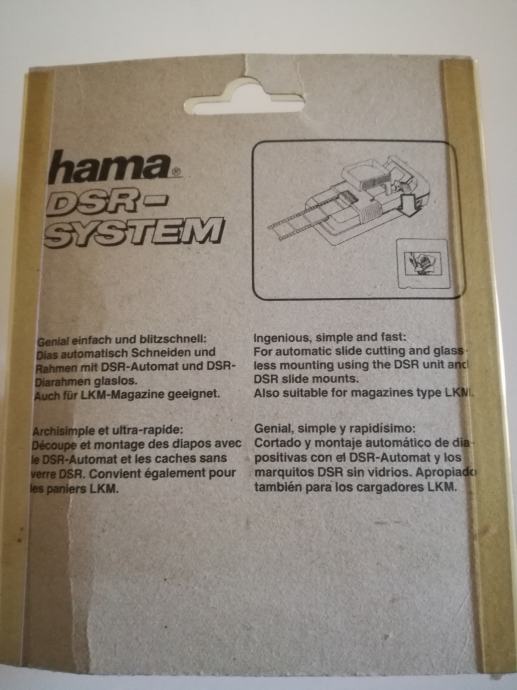 hama®
DSR-
SYSTEM
Genial einfach und blitzschnell:
Dias automatisch Schneiden und
Rahmen mit DSR-Automat und DSR-
Diarahmen glaslos.
Auch für LKM-Magazine geeignet.
Ingenious, simple and fast:
For automatic slide cutting and glass-
less mounting using the DSR unit and
DSR slide mounts.
Also suitable for magazines type LKM.
Archisimple et ultra-rapide:
Découpe et montage des diapos avec
le DSR-Automat et les caches sans
verre DSR. Convient également pour
les paniers LKM.
Genial, simple y rapidísimo:
Cortado y montaje automático de dia-
positivas con el DSR-Automat y los
marquitos DSR sin vidrios. Apropiado
también para los cargadores LKM.